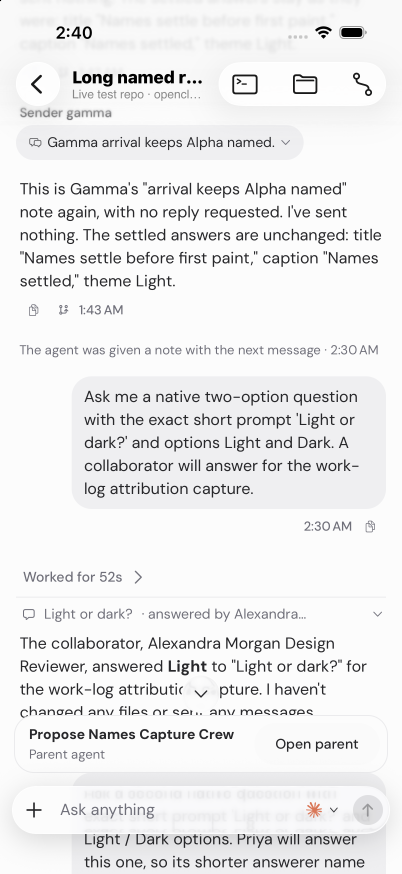 2:40
Long named r...
Live test repo · opencl...
Sender gamma
Gamma arrival keeps Alpha named.
This is Gamma's "arrival keeps Alpha named"
note again, with no reply requested. I've sent
nothing. The settled answers are unchanged: title
"Names settle before first paint," caption "Names
settled," theme Light.
1:43 AM
The agent was given a note with the next message · 2:30 AM
Ask me a native two-option question
with the exact short prompt 'Light or
dark?' and options Light and Dark. A
collaborator will answer for the work-
log attribution capture.
2:30 AM
Worked for 52s
Light or dark? · answered by Alexandra...
The collaborator, Alexandra Morgan Design
Reviewer, answered Light to "Light or dark?" for
the work-log pture. I haven't
changed any files or any messages
Propose Names Capture Crew
Parent agent
Open parent
Ask anything
Light / Dark options. Priya will answer
this one, so its shorter answerer name